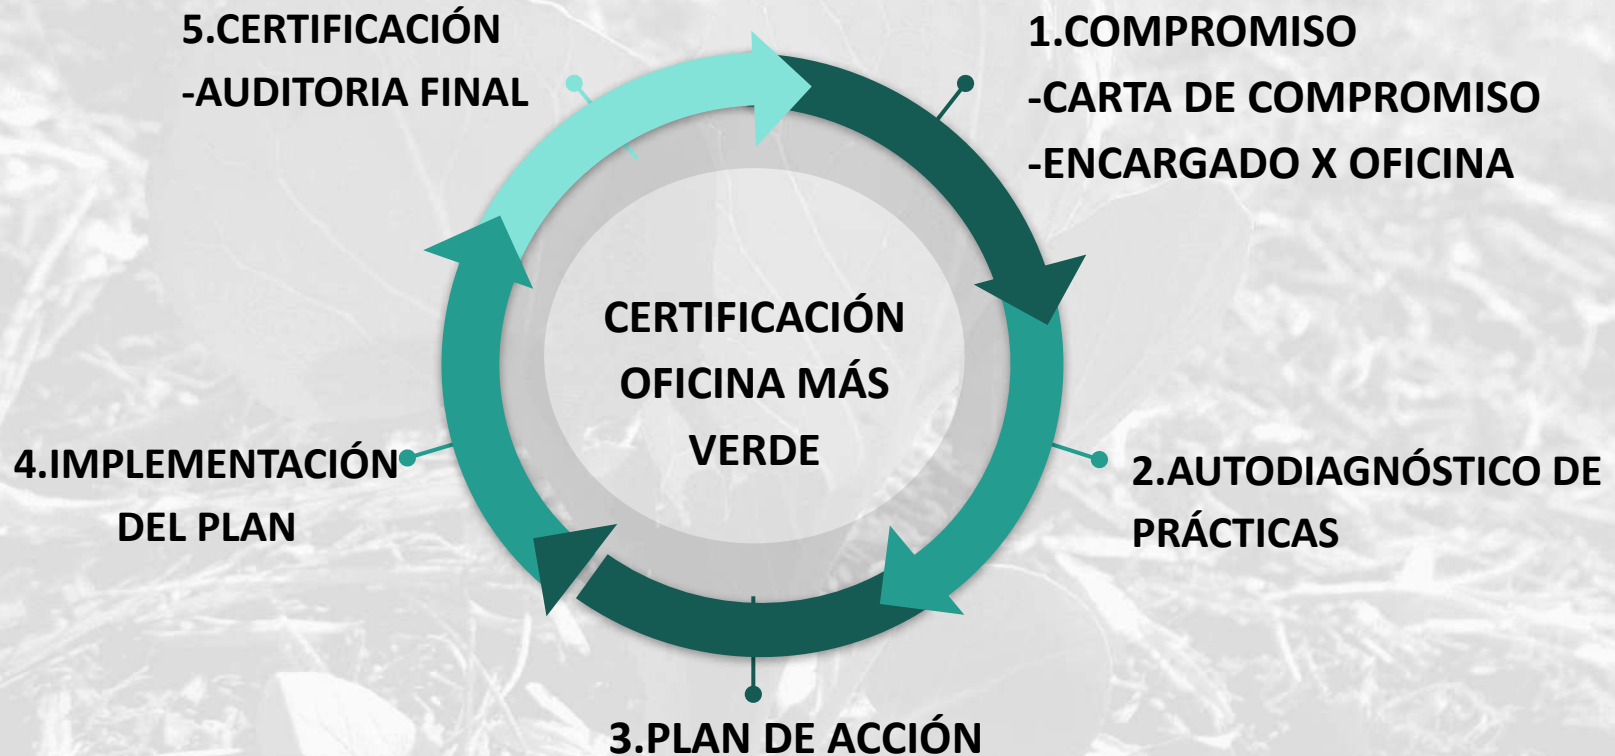 5.CERTIFICACIÓN
-AUDITORIA FINAL
1.COMPROMISO
-CARTA DE COMPROMISO
-ENCARGADO X OFICINA
CERTIFICACIÓN
OFICINA MÁS
VERDE
4.IMPLEMENTACIÓN
DEL PLAN
2.AUTODIAGNÓSTICO DE
PRÁCTICAS
3.PLAN DE ACCIÓN